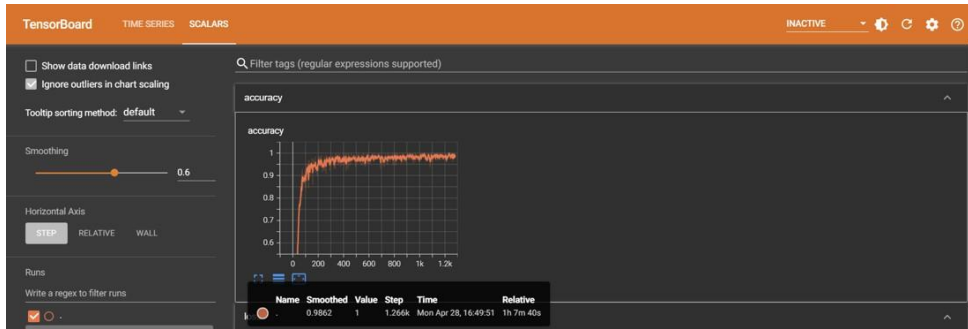 TensorBoard TIME SERIES SCALARS INACTIVE
Show data download links
Ignore outliers in chart scaling
Tooltip sorting method: default
Smoothing
0.6
Horizontal Axis
STEP RELATIVE WALL
Runs
Write a regex to filter runs
.
Filter tags (regular expressions supported)
accuracy
accuracy
1
0.9
0.8
0.7
0.6
0 200 400 600 800 1k 1.2k
Name Smoothed Value Step Time Relative
. 0.9862 1 1.266k Mon Apr 28, 16:49:51 1h 7m 40s